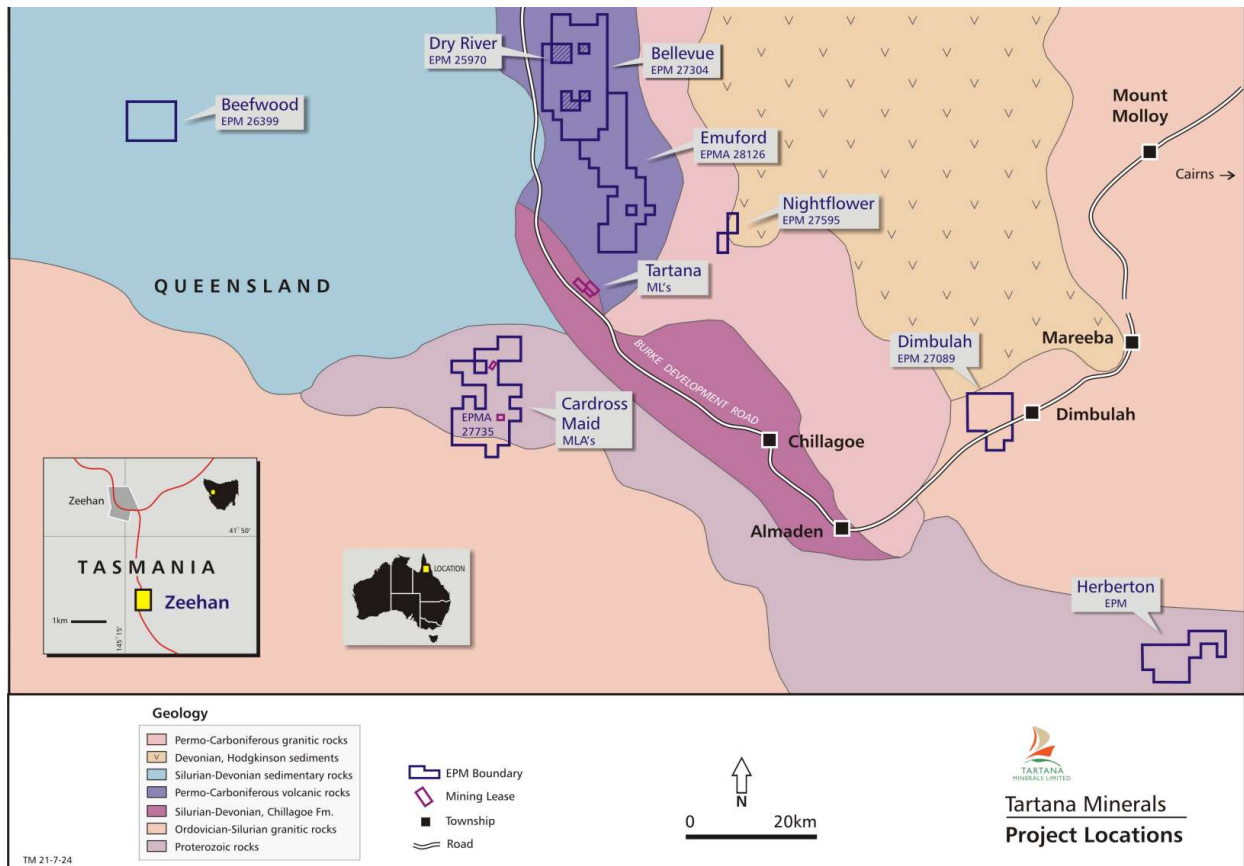 Dry River
EPM 25970
Bellevue
EPM 27304
Beefwood
EPM 26399
Mount
Molloy
Emuford
EPMA 28126
Cairns →
Nightflower
EPM 27595
QUEENSLAND
Tartana
ML's
BURKE DEVELOPMENT ROAD
Dimbulah
EPM 27089
Mareeba
EPMA
27735
Cardross
Maid
MLA's
Dimbulah
Chillagoe
Almaden
Zeehan
41° 50'
TASMANIA
Zeehan
1km
145° 15'
LOCATION
Herberton
EPM
Geology
Permo-Carboniferous granitic rocks
Devonian, Hodgkinson sediments
Silurian-Devonian sedimentary rocks
Permo-Carboniferous volcanic rocks
Silurian-Devonian, Chillagoe Fm.
Ordovician-Silurian granitic rocks
Proterozoic rocks
EPM Boundary
Mining Lease
Township
Road
N
0 20km
TARTANA
MINERALS LIMITED
Tartana Minerals
Project Locations
TM 21-7-24